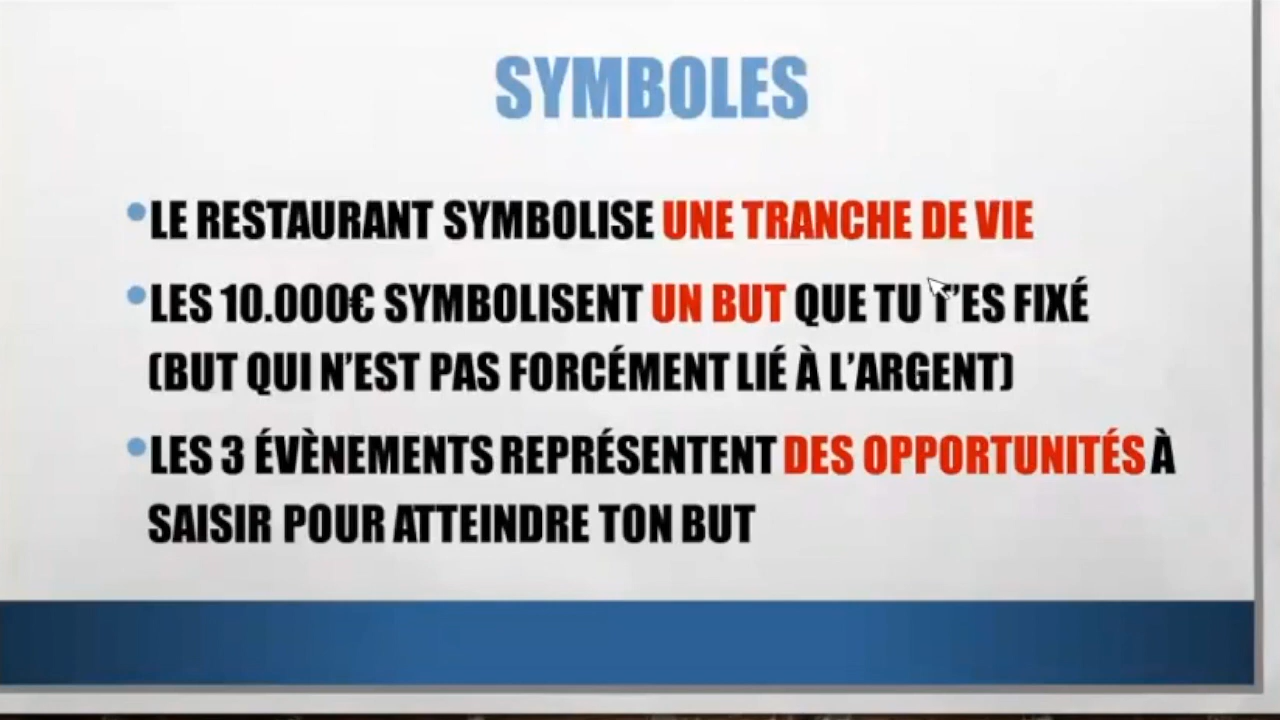 SYMBOLES
•LE RESTAURANT SYMBOLISE UNE TRANCHE DE VIE
•LES 10.000€ SYMBOLISENT UN BUT QUE TU T'ES FIXÉ
(BUT QUI N'EST PAS FORCÉMENT LIÉ À L'ARGENT)
•LES 3 ÉVÈNEMENTS REPRÉSENTENT DES OPPORTUNITÉS À
SAISIR POUR ATTEINDRE TON BUT